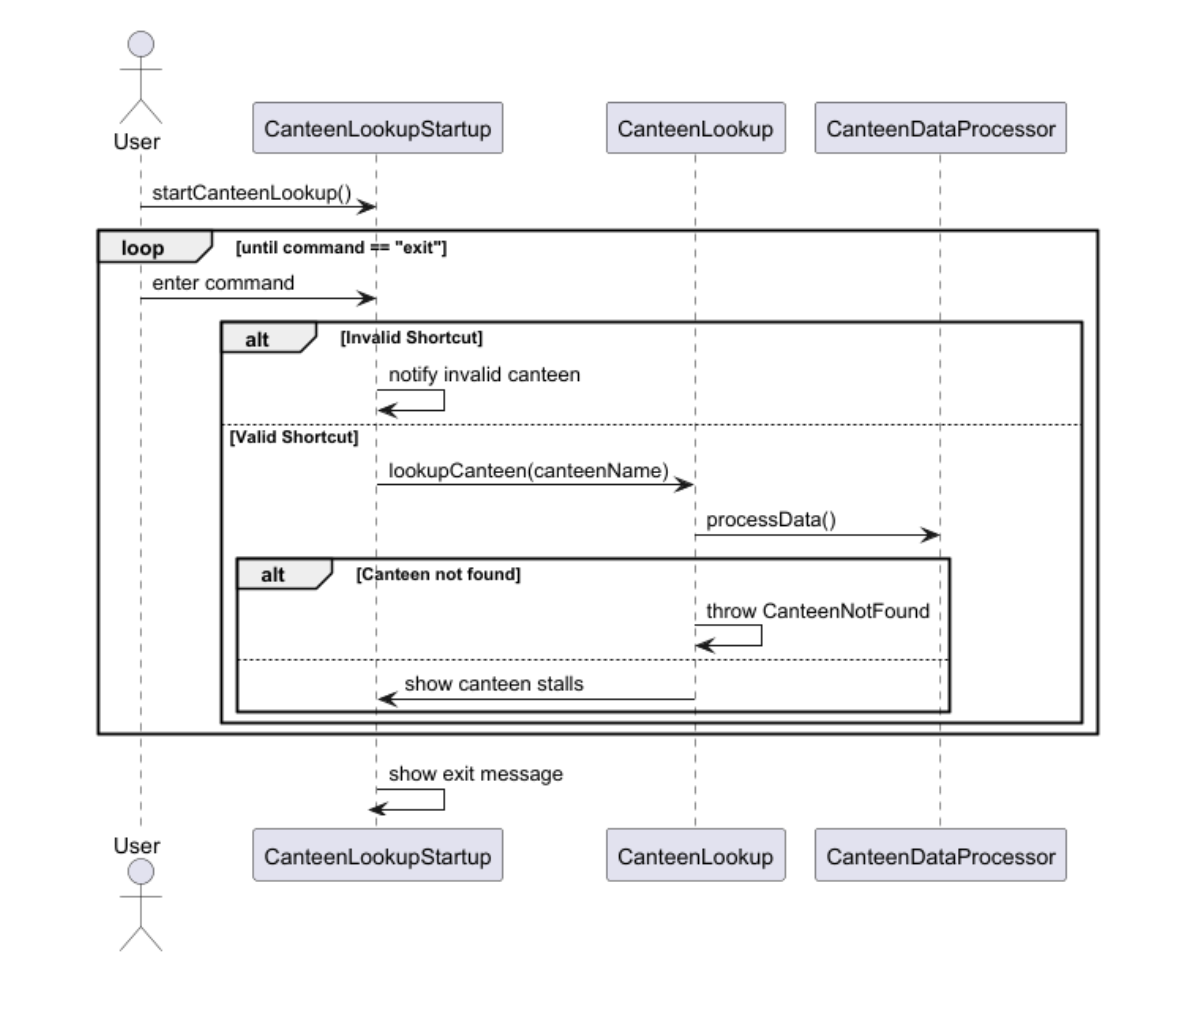 User
CanteenLookupStartup
CanteenLookup
CanteenDataProcessor
startCanteenLookup()
loop
[until command == "exit"]
enter command
alt
[Invalid Shortcut]
notify invalid canteen
[Valid Shortcut]
lookupCanteen(canteenName)
processData()
alt
[Canteen not found]
throw CanteenNotFound
show canteen stalls
show exit message
User
CanteenLookupStartup
CanteenLookup
CanteenDataProcessor